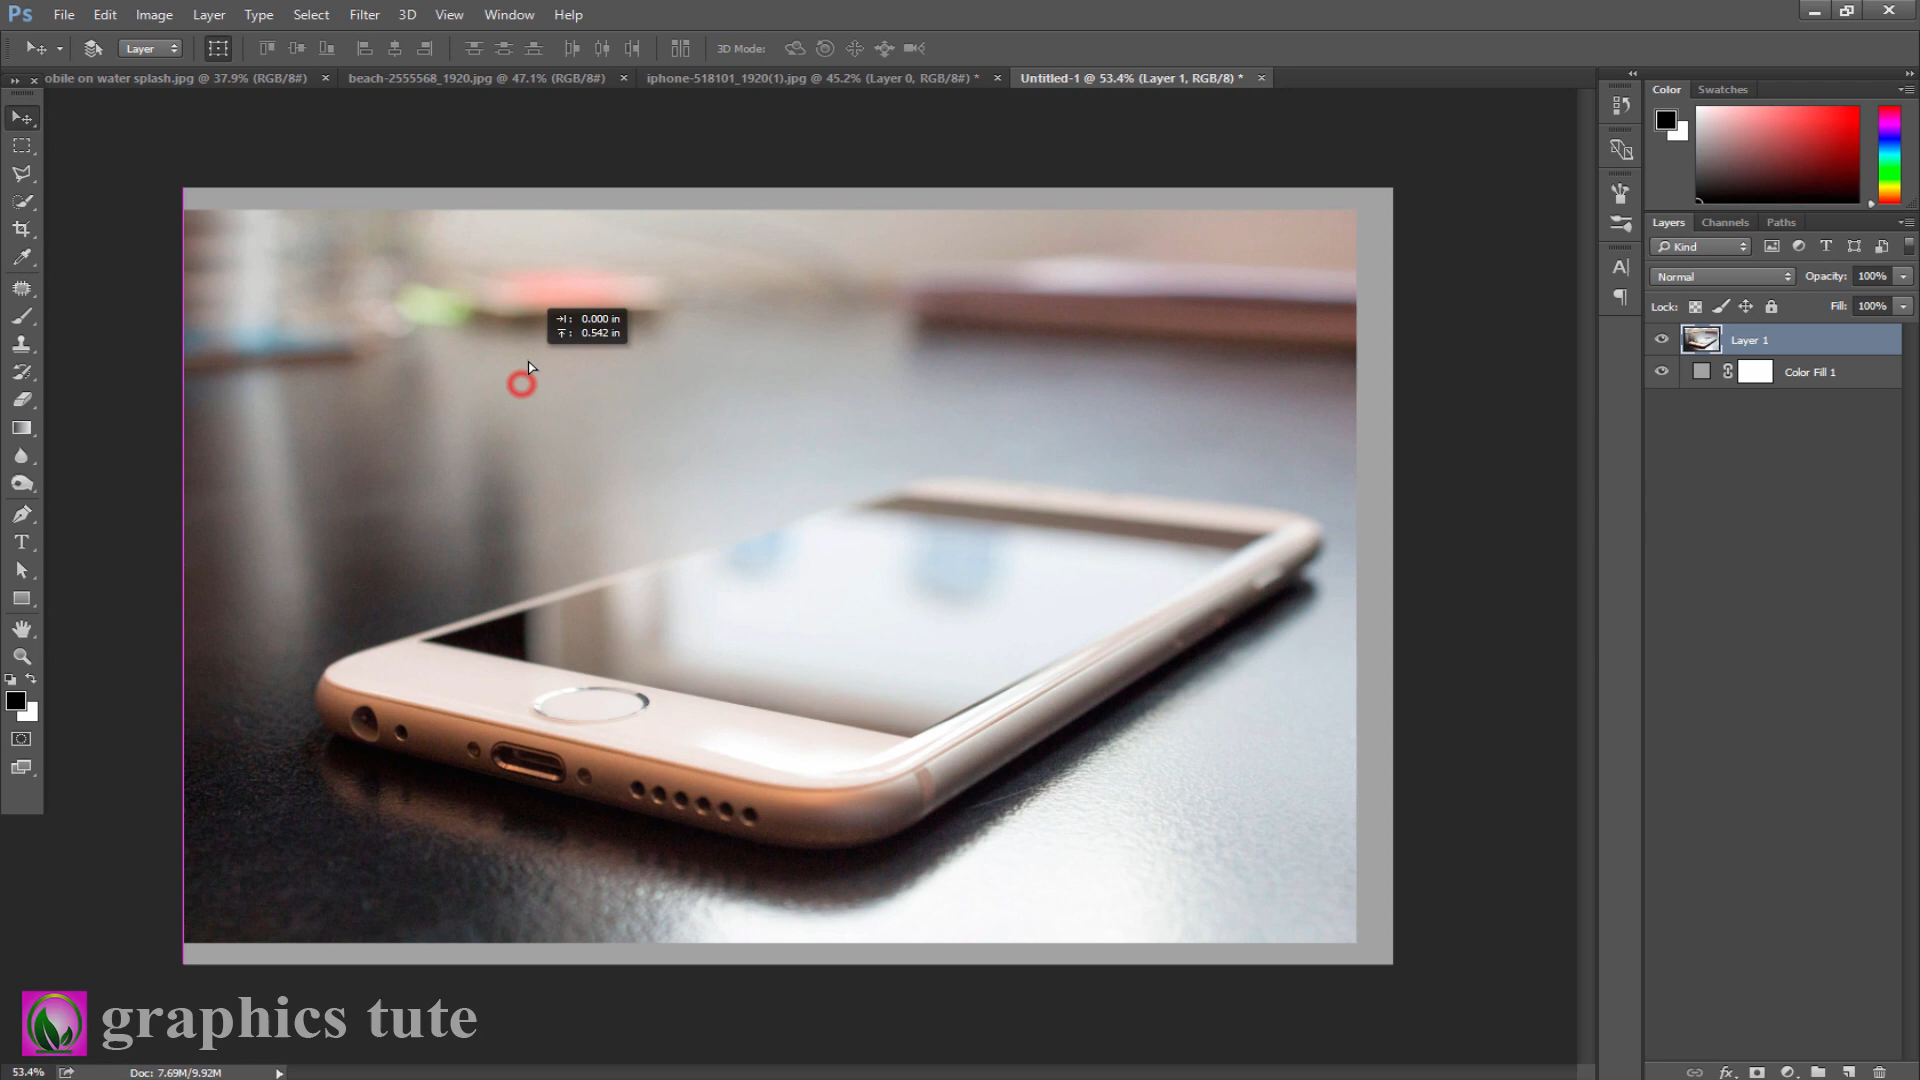 Ps File Edit Image Layer Type Select Filter 3D View Window Help
Layer 3D Mode:
obile on water splash.jpg @ 37.9% (RGB/8#) × beach-2555568_1920.jpg @ 47.1% (RGB/8#) × iphone-518101_1920(1).jpg @ 45.2% (Layer 0, RGB/8#) * × Untitled-1 @ 53.4% (Layer 1, RGB/8) * ×
Color Swatches
Layers Channels Paths
Kind
Normal Opacity: 100%
Lock: Fill: 100%
Layer 1
Color Fill 1
0.000 in
0.542 in
graphics tute
53.4% Doc: 7.69M/9.92M